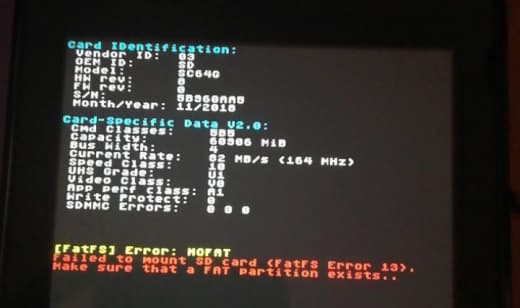 Card IDentification:
Vendor ID: 03
OEM ID: SD
Model: SC64G
HW rev: 8
FW rev: 0
S/N: 5B960AA5
Month/Year: 11/2018
Card-Specific Data V2.0:
Cmd Classes: 5B5
Capacity: 60906 MiB
Bus Width: 4
Current Rate: 82 MB/s (164 MHz)
Speed Class: 10
UHS Grade: U1
Video Class: V0
App perf class: A1
Write Protect: 0
SDMMC Errors: 0 0 0
[FatFS] Error: NOFAT
Failed to mount SD card (FatFS Error 13).
Make sure that a FAT partition exists..